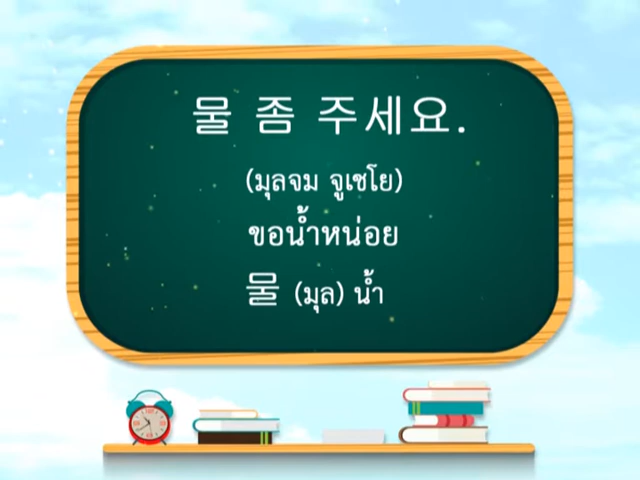 물 좀 주세요.
(มุลจม จูเซโย)
ขอน้ำหน่อย
물 (มุล) น้ำ